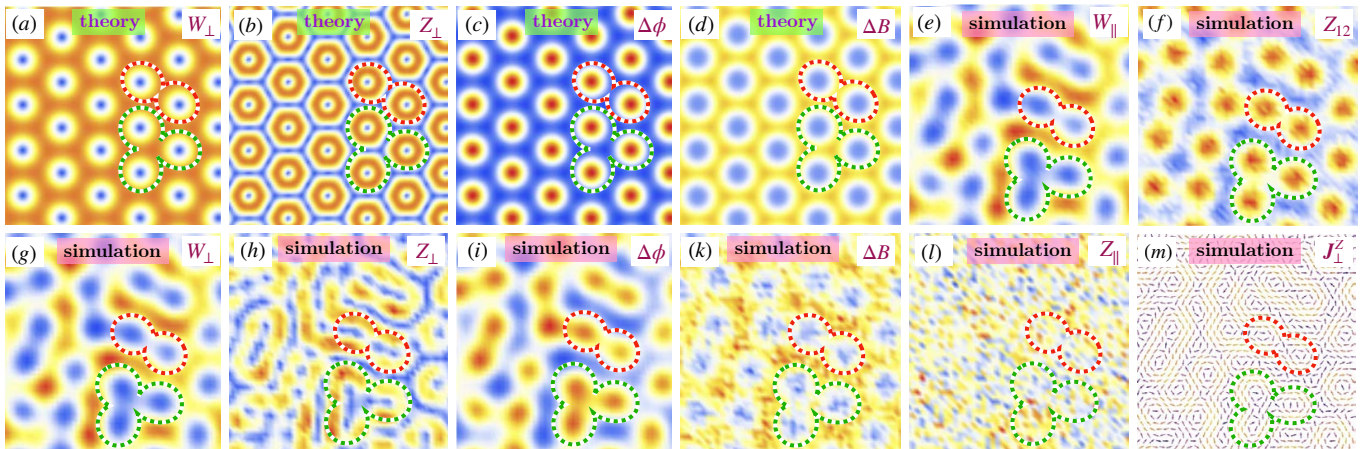 (a) theory W⊥
(b) theory Z⊥
(c) theory Δϕ
(d) theory ΔB
(e) simulation W∥
(f) simulation Z₁₂
(g) simulation W⊥
(h) simulation Z⊥
(i) simulation Δϕ
(k) simulation ΔB
(l) simulation Z∥
(m) simulation J⊥ᶻ